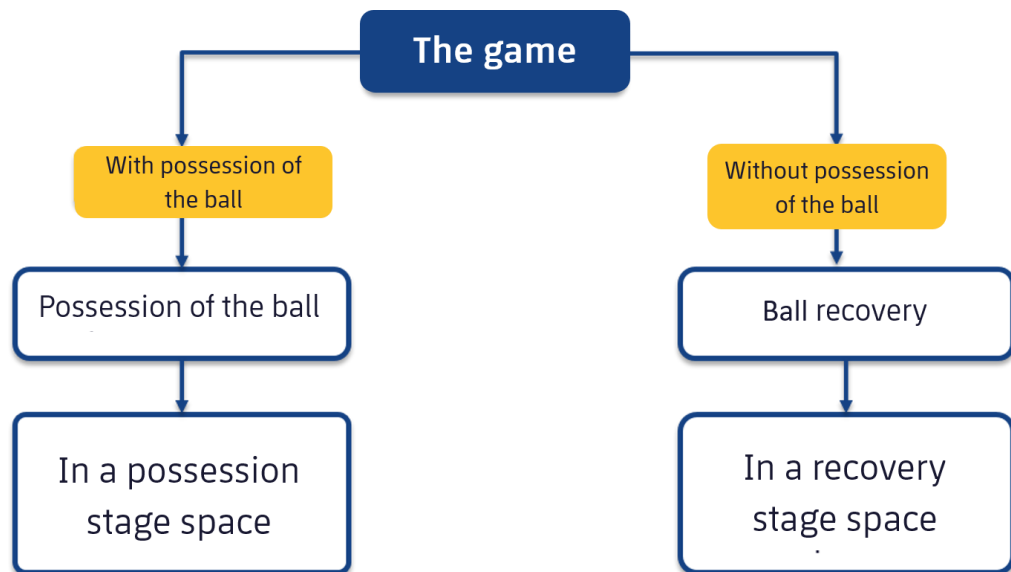 The game
With possession of
the ball
Without possession
of the ball
Possession of the ball
Ball recovery
In a possession
stage space
In a recovery
stage space